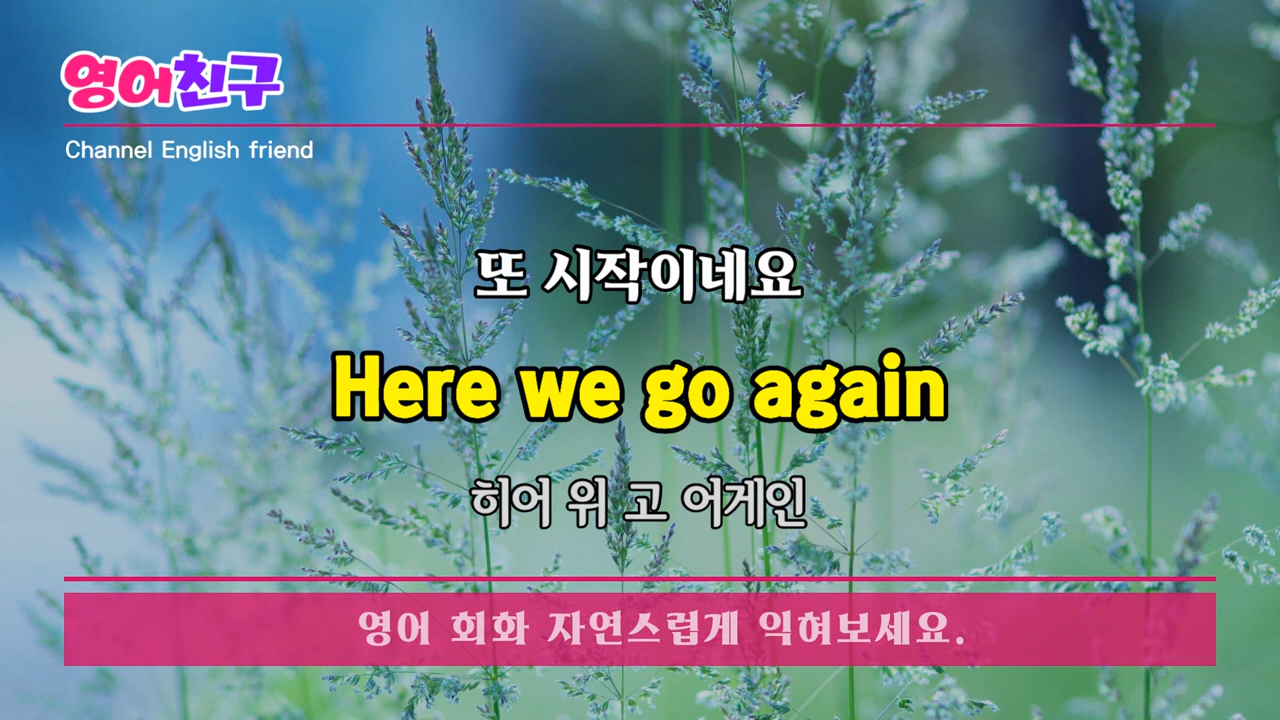 영어친구
Channel English friend
또 시작이네요
Here we go again
히어 위 고 어게인
영어 회화 자연스럽게 익혀보세요.